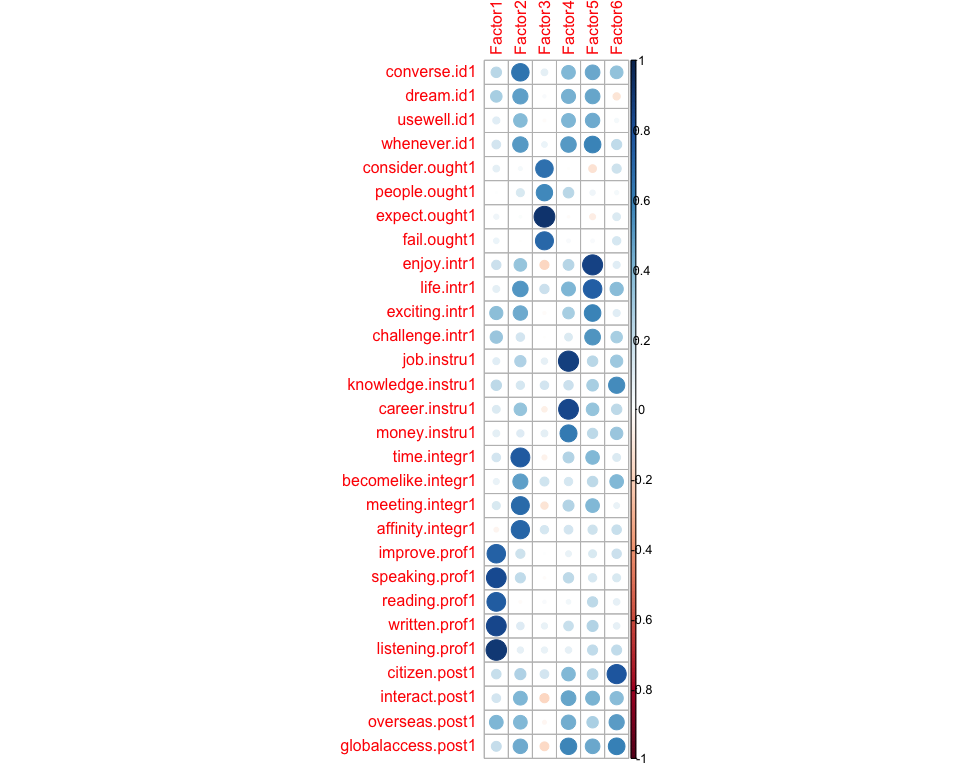 Factor1 Factor2 Factor3 Factor4 Factor5 Factor6
converse.id1
dream.id1
usewell.id1
whenever.id1
consider.ought1
people.ought1
expect.ought1
fail.ought1
enjoy.intr1
life.intr1
exciting.intr1
challenge.intr1
job.instru1
knowledge.instru1
career.instru1
money.instru1
time.integr1
becomelike.integr1
meeting.integr1
affinity.integr1
improve.prof1
speaking.prof1
reading.prof1
written.prof1
listening.prof1
citizen.post1
interact.post1
overseas.post1
globalaccess.post1
1
0.8
0.6
0.4
0.2
0
-0.2
-0.4
-0.6
-0.8
-1